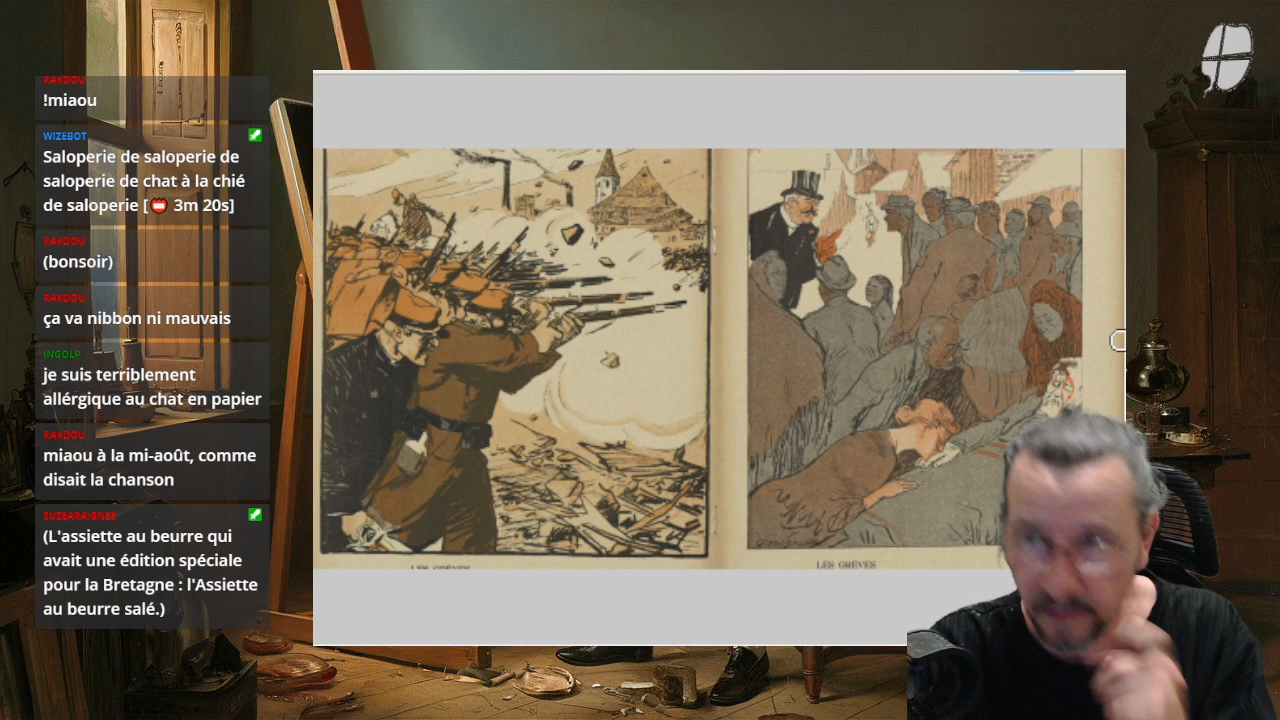 RAKDOU
!miaou
WIZEBOT
Saloperie de saloperie de
saloperie de chat à la chié
de saloperie [📛 3m 20s]
RAKDOU
(bonsoir)
RAKDOU
ça va nibbon ni mauvais
INGOLP
je suis terriblement
allérgique au chat en papier
RAKDOU
miaou à la mi-août, comme
disait la chanson
SUZEARAIGNEE
(L'assiette au beurre qui
avait une édition spéciale
pour la Bretagne : l'Assiette
au beurre salé.)
LES GRÈVES
LES GRÈVES